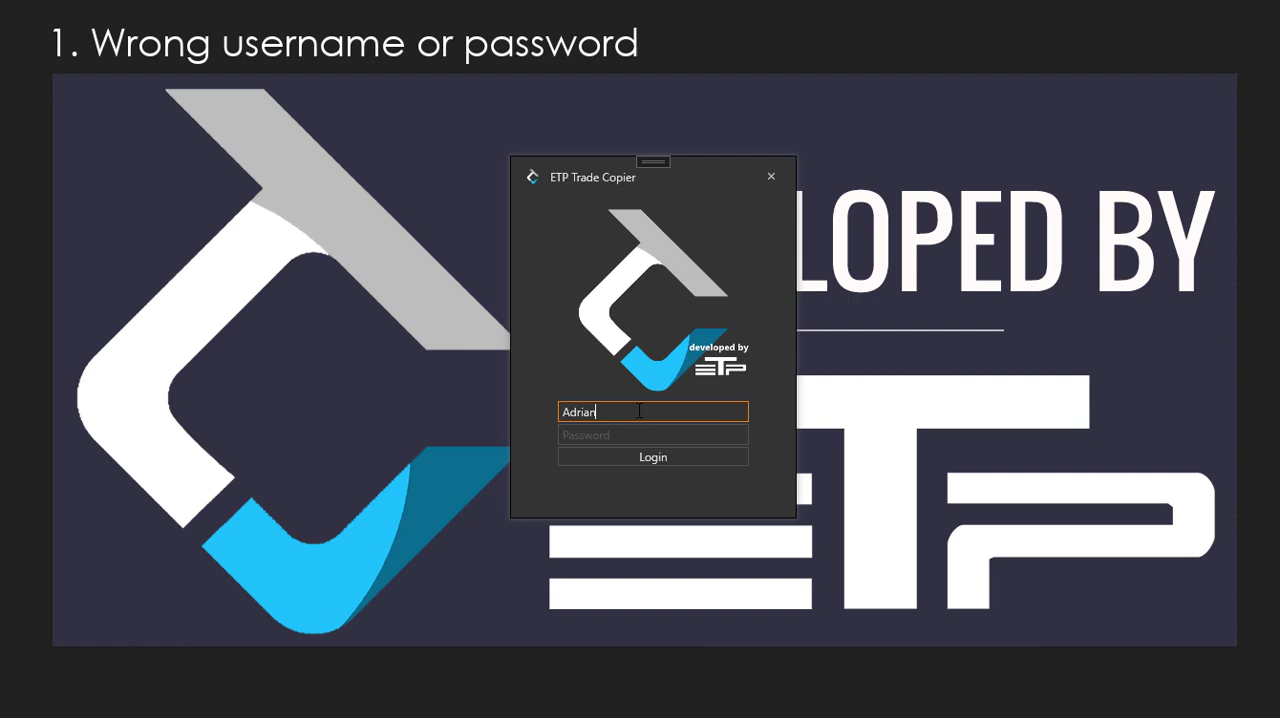 1. Wrong username or password
ETP Trade Copier
LOPED BY
ETP
developed by
ETP
Adrian
Password
Login